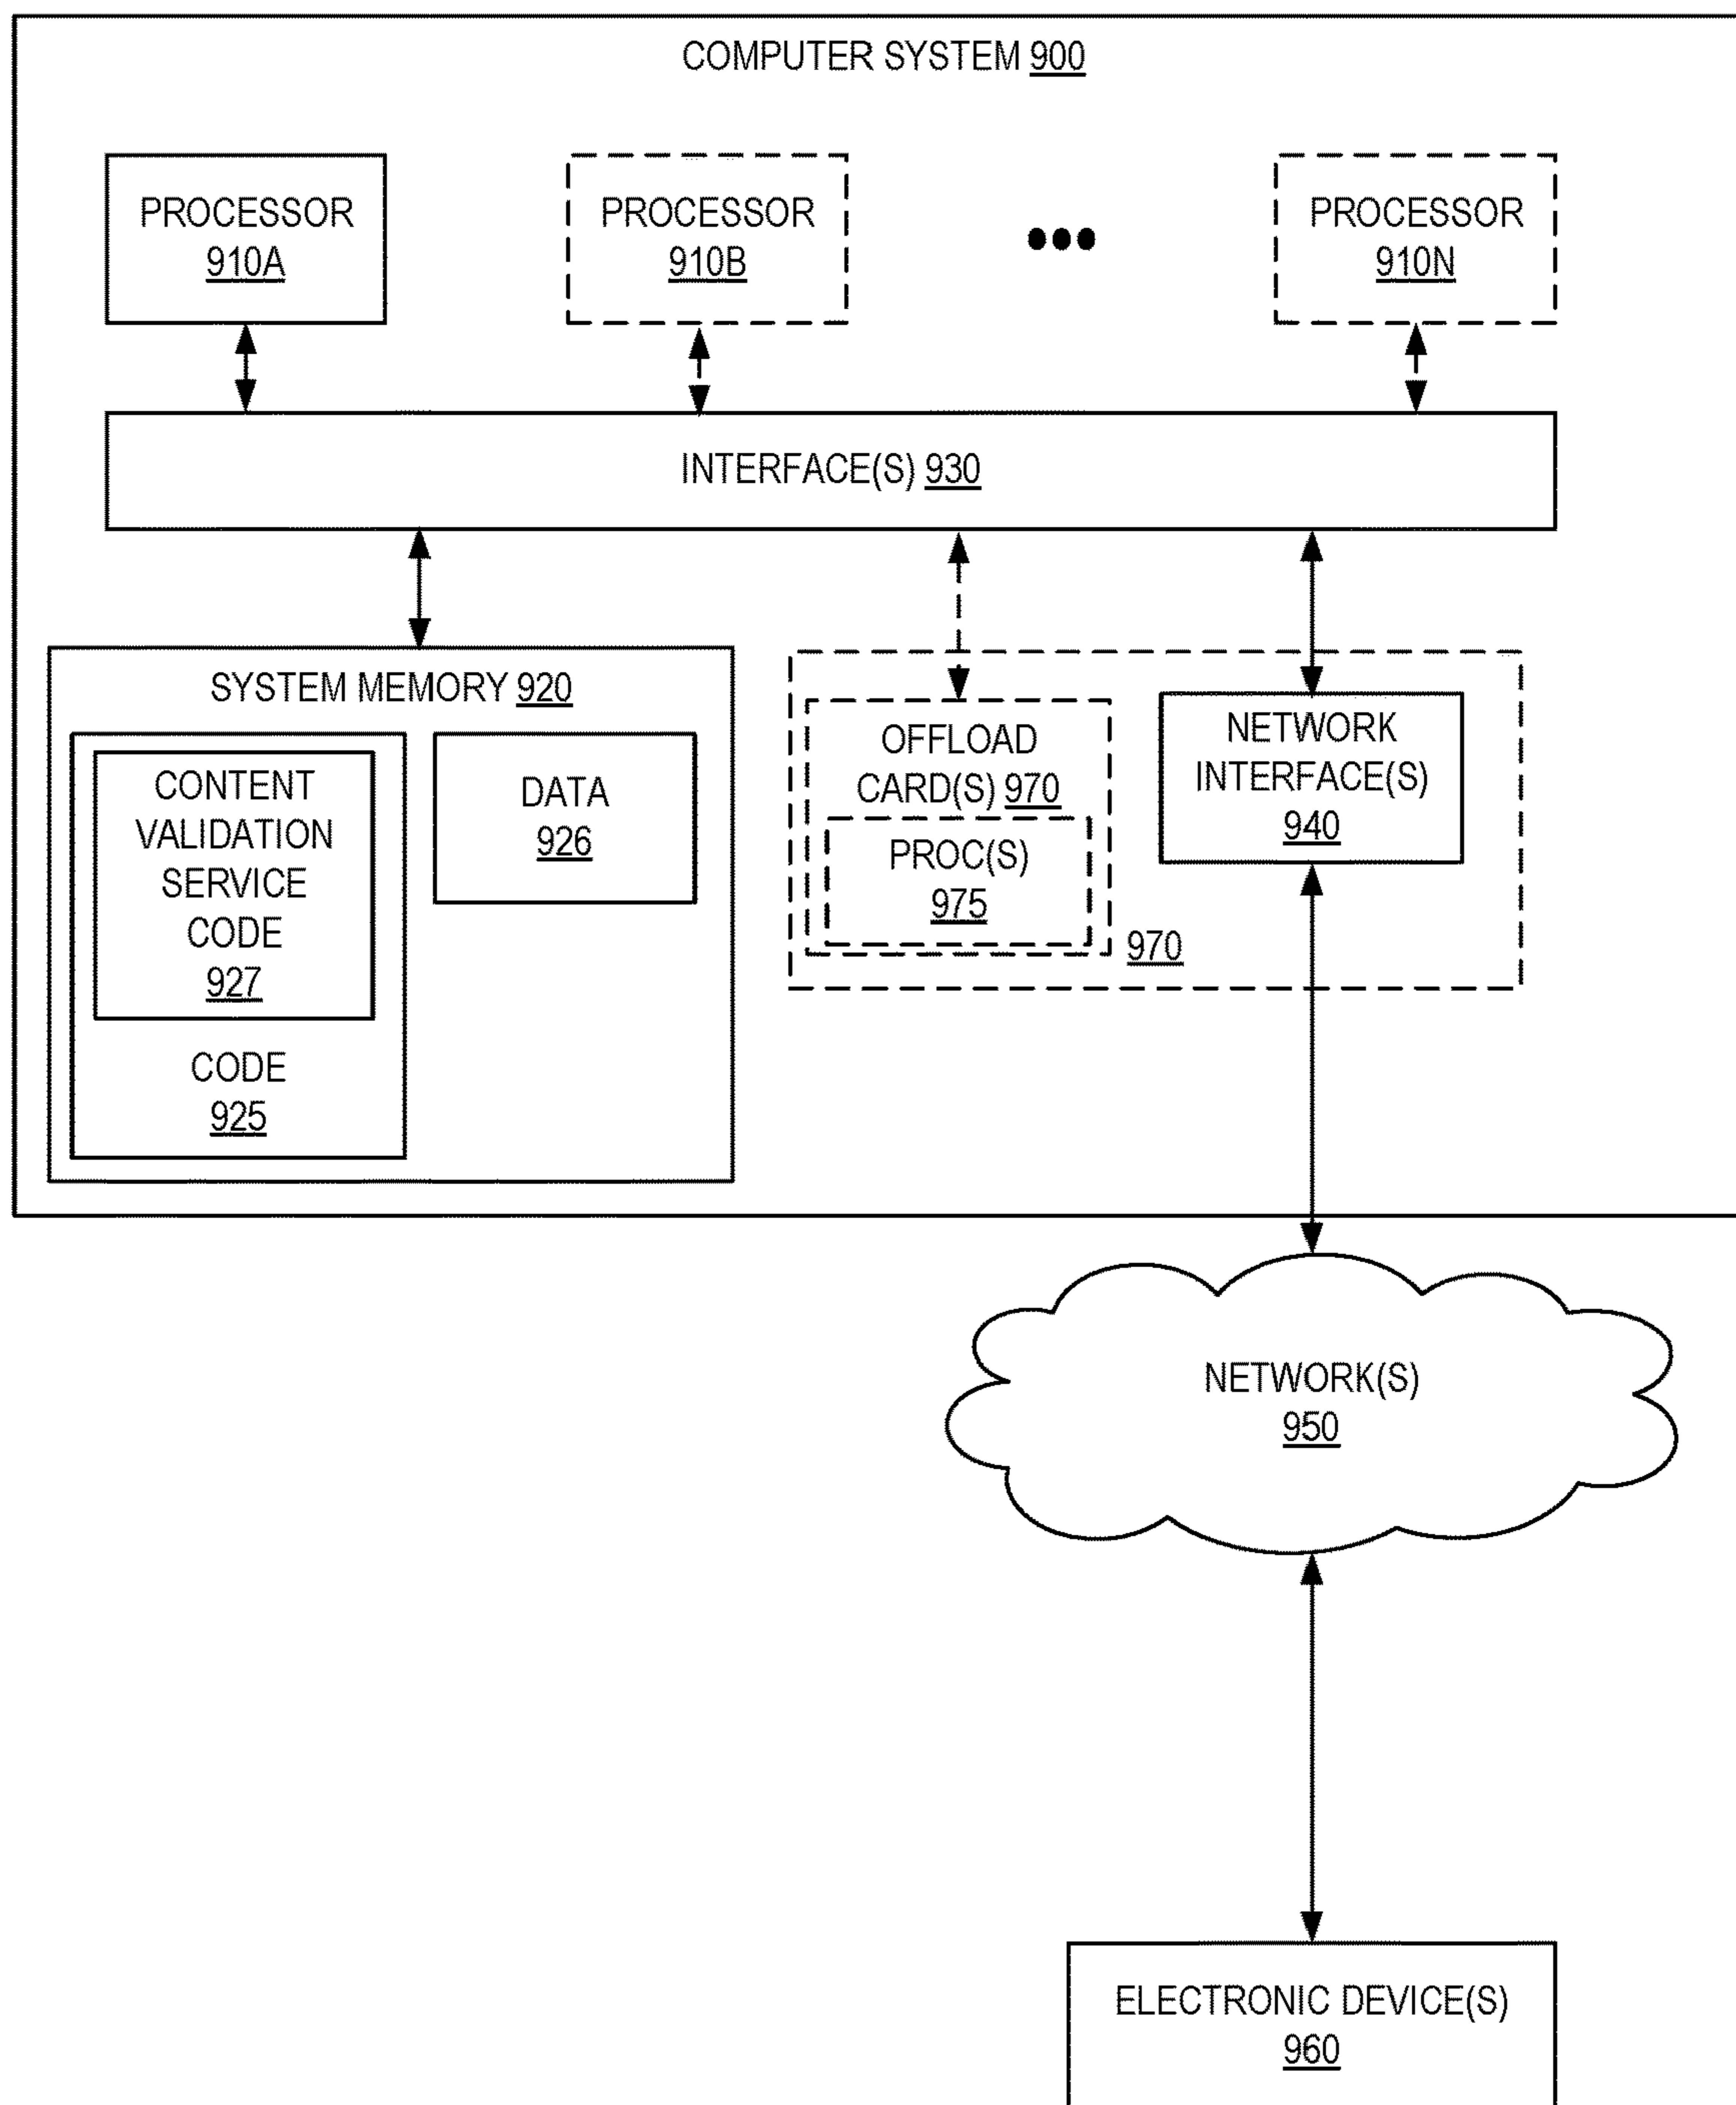 COMPUTER SYSTEM 900
PROCESSOR
910A
PROCESSOR
910B
PROCESSOR
910N
INTERFACE(S) 930
SYSTEM MEMORY 920
CONTENT
VALIDATION
SERVICE
CODE
927
CODE
925
DATA
926
OFFLOAD
CARD(S) 970
PROC(S)
975
970
NETWORK
INTERFACE(S)
940
NETWORK(S)
950
ELECTRONIC DEVICE(S)
960